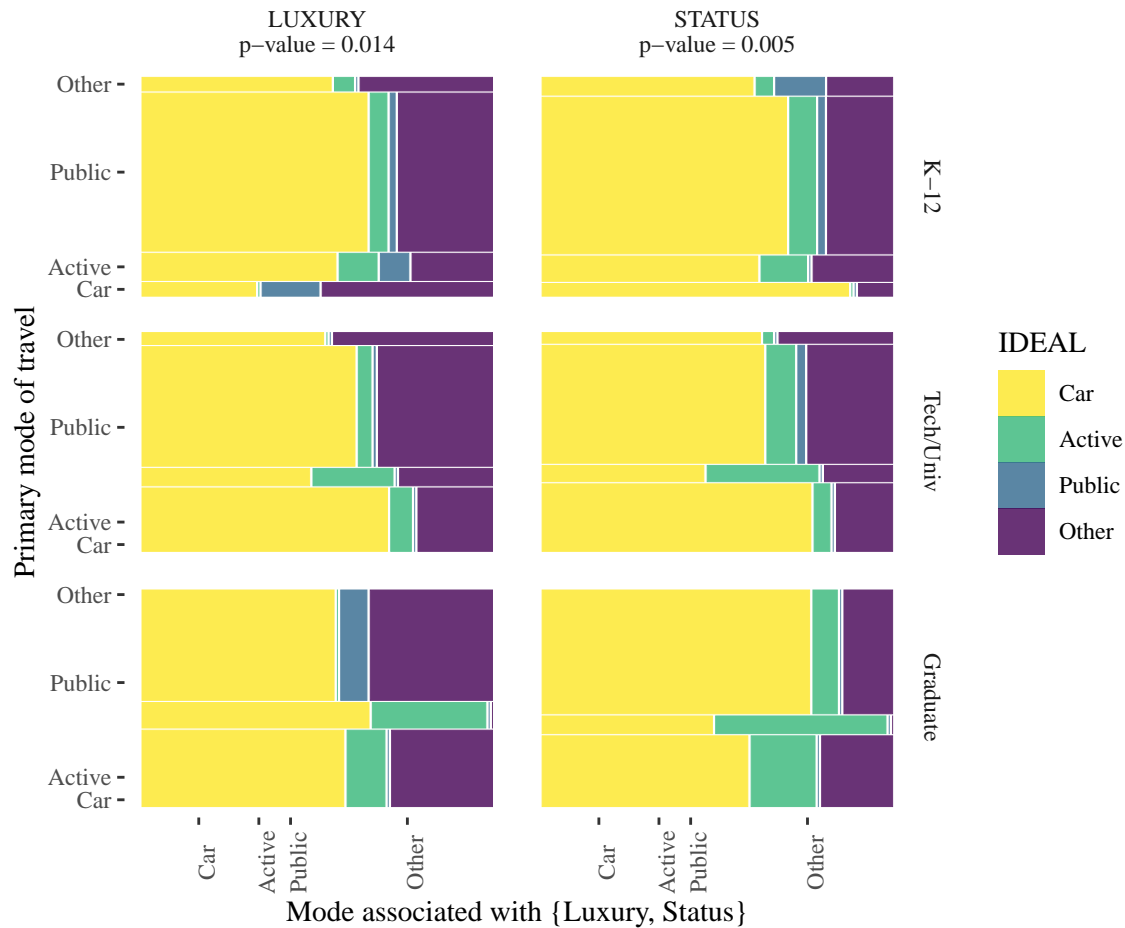 LUXURY
p−value = 0.014
STATUS
p−value = 0.005
Primary mode of travel
Other
Public
Active
Car
K−12
Other
Public
Active
Car
Tech/Univ
Other
Public
Active
Car
Graduate
Car
Active
Public
Other
Car
Active
Public
Other
Mode associated with {Luxury, Status}
IDEAL
Car
Active
Public
Other